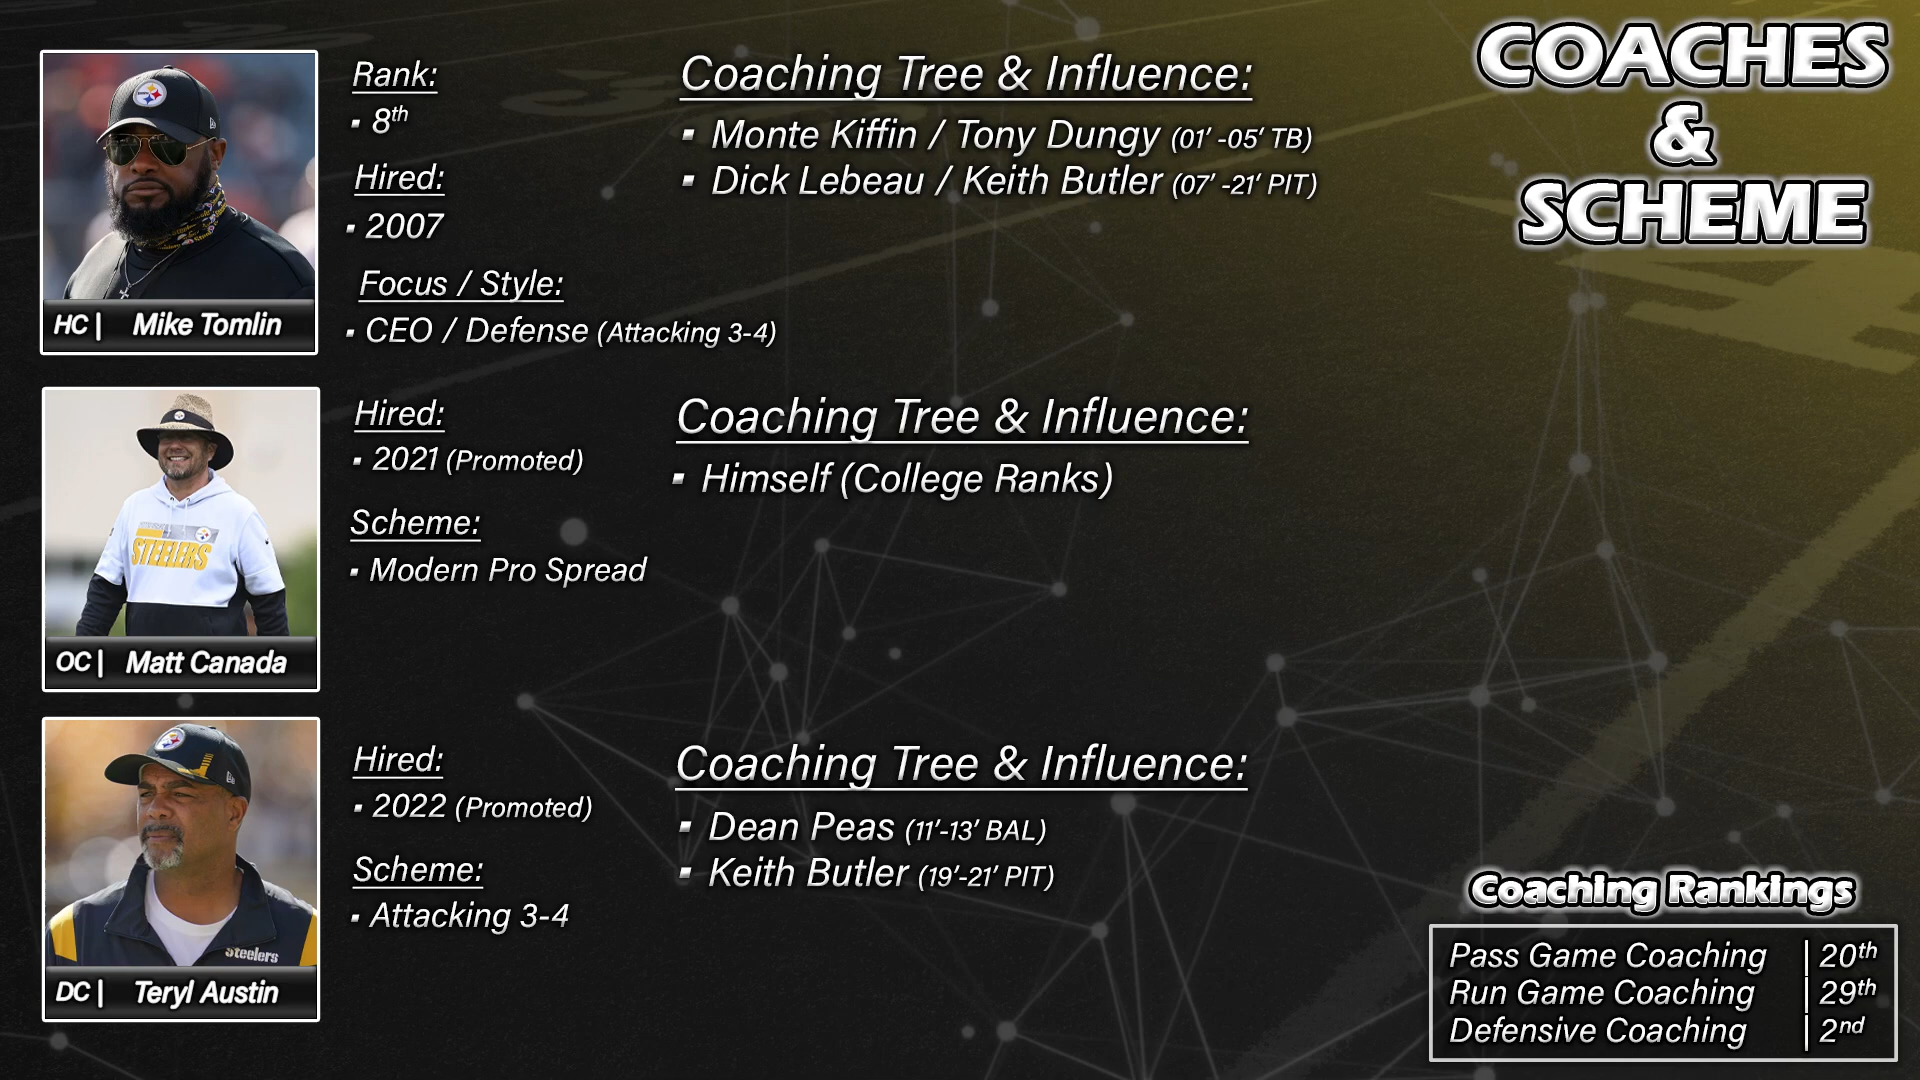 COACHES
&
SCHEME
HC | Mike Tomlin
Rank:
▪ 8th
Hired:
▪ 2007
Focus / Style:
▪ CEO / Defense (Attacking 3-4)
Coaching Tree & Influence:
▪ Monte Kiffin / Tony Dungy (01' -05' TB)
▪ Dick Lebeau / Keith Butler (07' -21' PIT)
STEELERS
OC | Matt Canada
Hired:
▪ 2021 (Promoted)
Scheme:
▪ Modern Pro Spread
Coaching Tree & Influence:
▪ Himself (College Ranks)
Steelers
DC | Teryl Austin
Hired:
▪ 2022 (Promoted)
Scheme:
▪ Attacking 3-4
Coaching Tree & Influence:
▪ Dean Peas (11'-13' BAL)
▪ Keith Butler (19'-21' PIT)
Coaching Rankings
Pass Game Coaching | 20th
Run Game Coaching | 29th
Defensive Coaching | 2nd